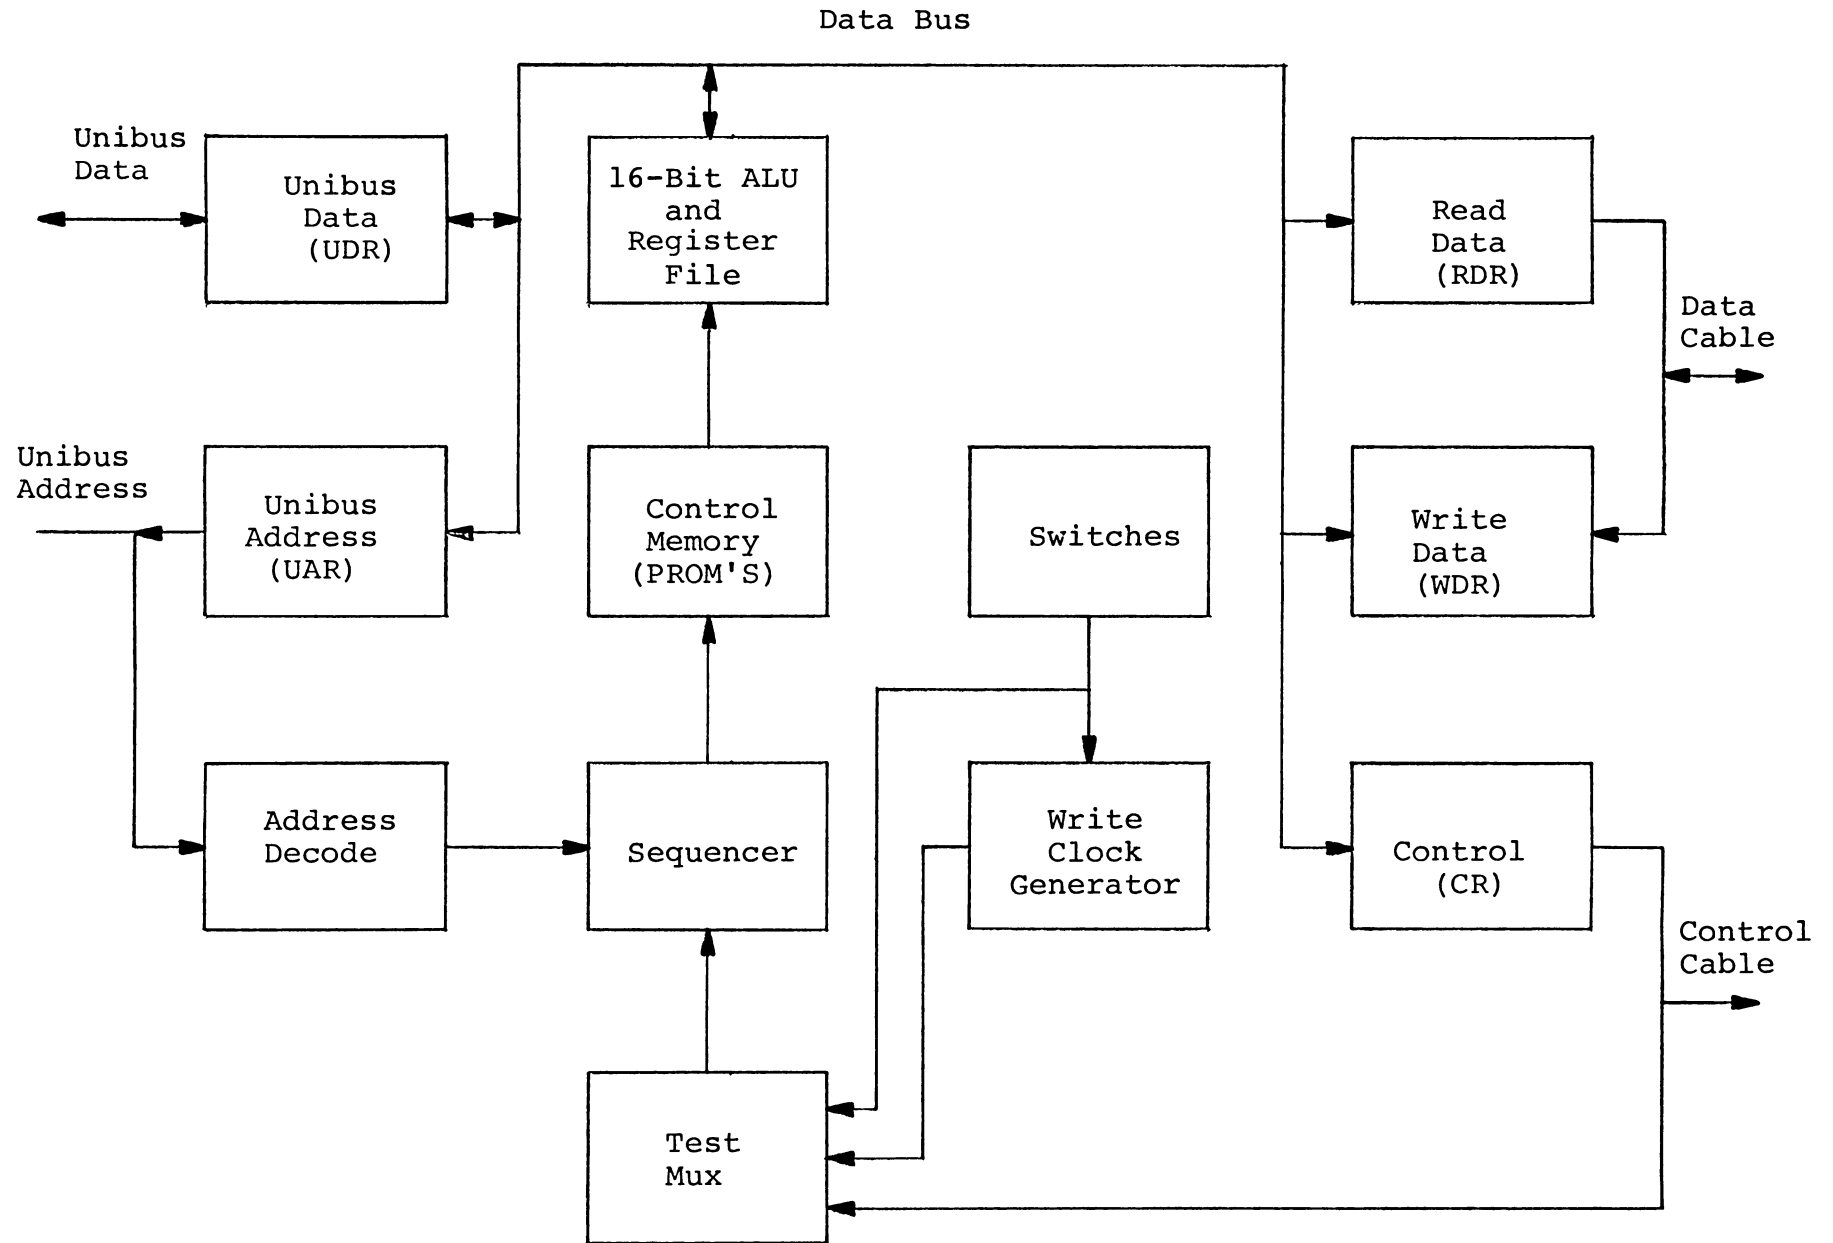 Data Bus
Unibus
Data
Unibus
Data
(UDR)
16-Bit ALU
and
Register
File
Read
Data
(RDR)
Data
Cable
Unibus
Address
Unibus
Address
(UAR)
Control
Memory
(PROM'S)
Switches
Write
Data
(WDR)
Address
Decode
Sequencer
Write
Clock
Generator
Control
(CR)
Control
Cable
Test
Mux